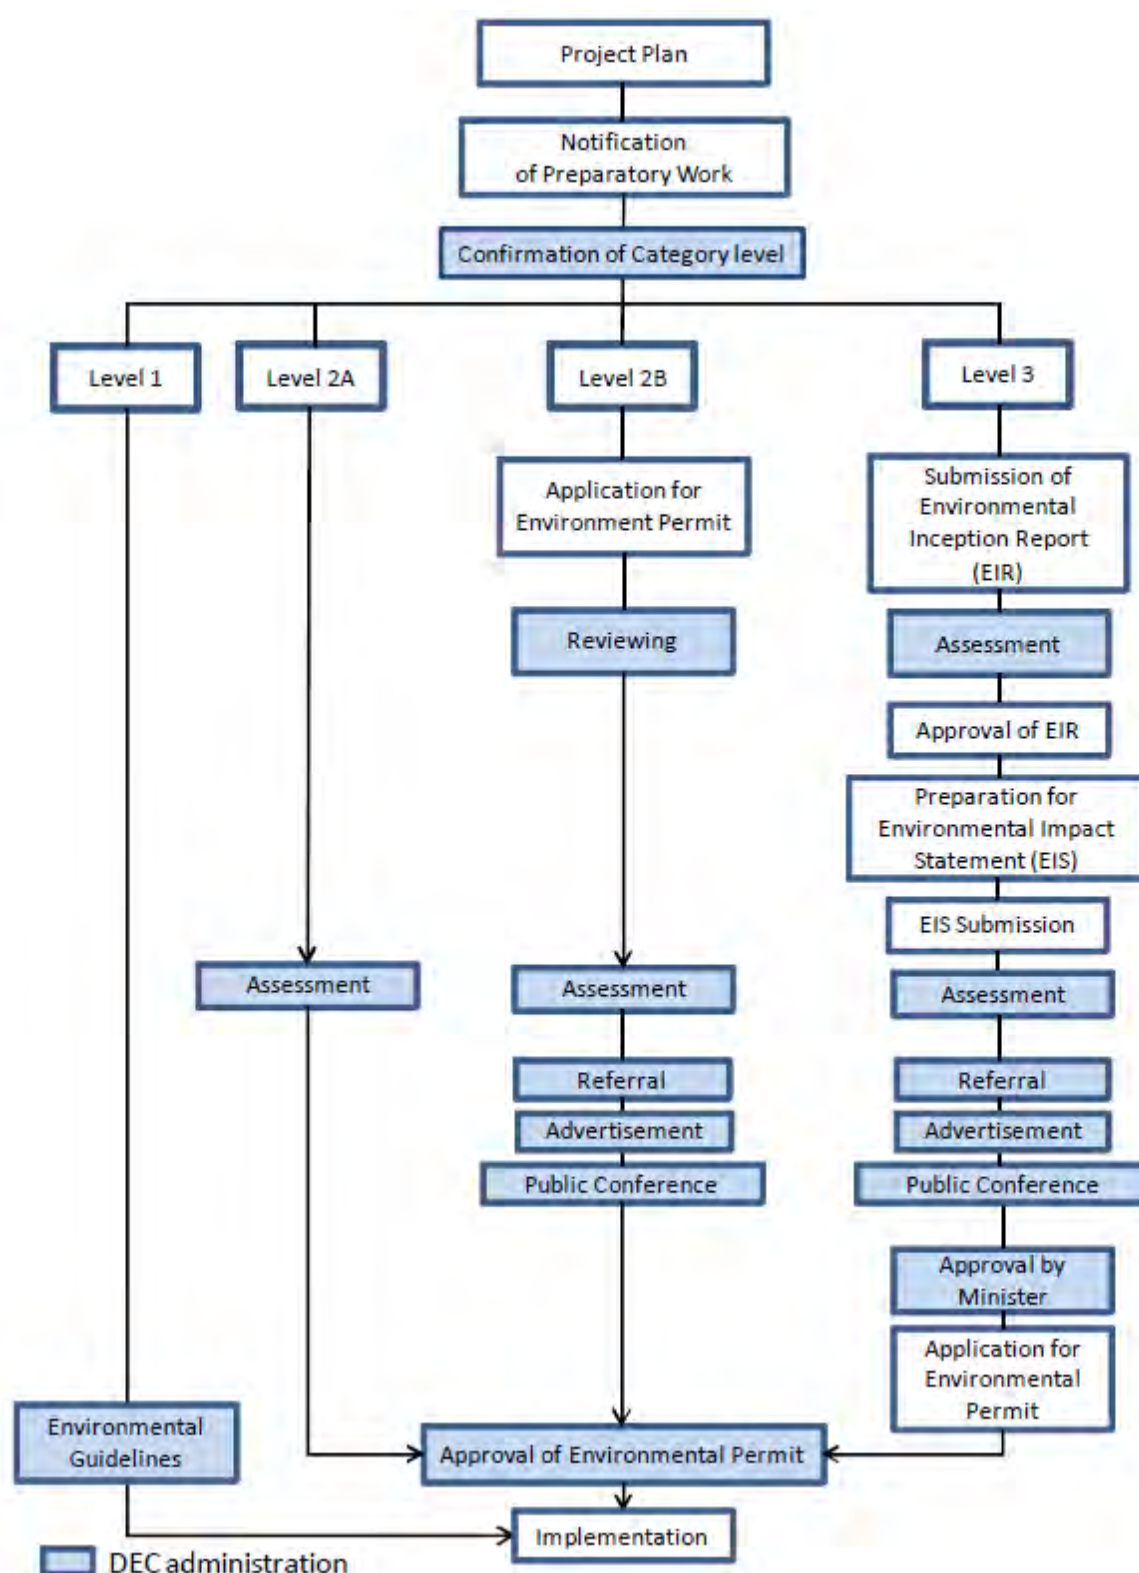 Project Plan
Notification
of Preparatory Work
Confirmation of Category level
Level 1
Level 2A
Level 2B
Level 3
Application for
Environment Permit
Submission of
Environmental
Inception Report
(EIR)
Reviewing
Assessment
Approval of EIR
Preparation for
Environmental Impact
Statement (EIS)
EIS Submission
Assessment
Assessment
Assessment
Referral
Referral
Advertisement
Advertisement
Public Conference
Public Conference
Approval by
Minister
Application for
Environmental
Permit
Environmental
Guidelines
Approval of Environmental Permit
Implementation
DEC administration